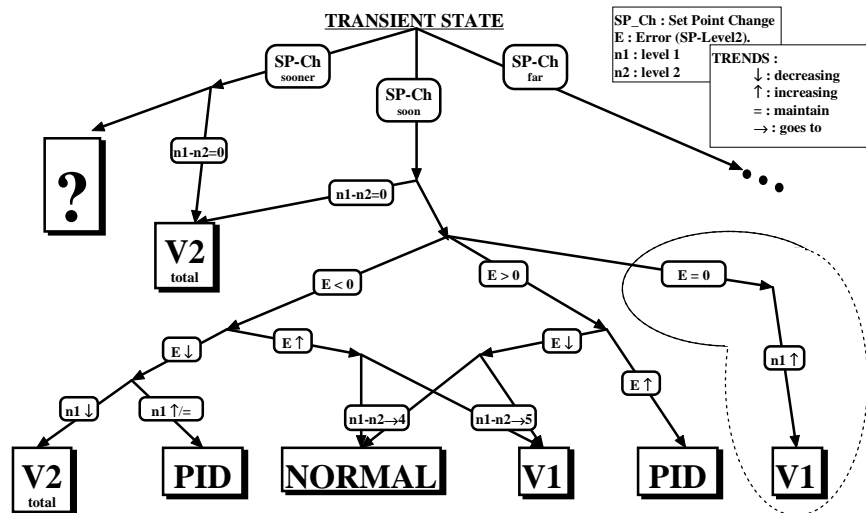 TRANSIENT STATE
SP_Ch : Set Point Change
E : Error (SP-Level2).
n1 : level 1
n2 : level 2
TRENDS :
↓ : decreasing
↑ : increasing
= : maintain
→ : goes to
SP-Ch
sooner
SP-Ch
soon
SP-Ch
far
?
n1-n2=0
n1-n2=0
V2
total
E < 0
E > 0
E = 0
E ↓
E ↑
E ↓
E ↑
n1 ↑
n1 ↓
n1 ↑/=
n1-n2→4
n1-n2→5
V2
total
PID
NORMAL
V1
PID
V1